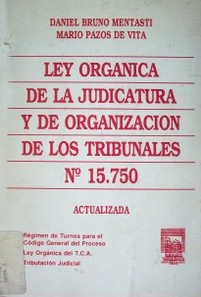 DANIEL BRUNO MENTASTI
MARIO PAZOS DE VITA
LEY ORGANICA
DE LA JUDICATURA
Y DE ORGANIZACION
DE LOS TRIBUNALES
Nº 15.750
ACTUALIZADA
Régimen de Turnos para el
Código General del Proceso
Ley Orgánica del T.C.A.
Tributación Judicial